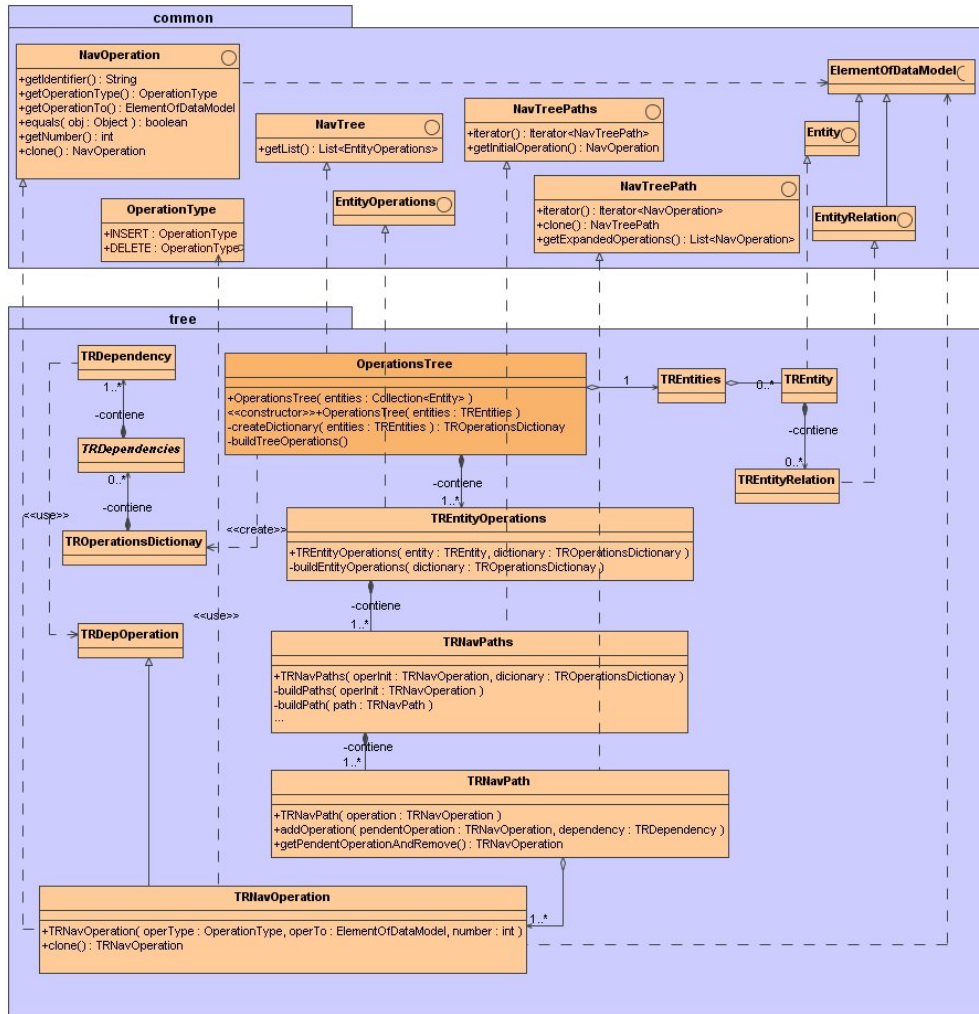 common
NavOperation
+getIdentifier() : String
+getOperationType() : OperationType
+getOperationTo() : ElementOfDataModel
+equals( obj : Object ) : boolean
+getNumber() : int
+clone() : NavOperation
NavTree
+getList() : List<EntityOperations>
NavTreePaths
+iterator() : Iterator<NavTreePath>
+getInitialOperation() : NavOperation
ElementOfDataModel
Entity
OperationType
+INSERT : OperationType
+DELETE : OperationType
EntityOperations
NavTreePath
+iterator() : Iterator<NavOperation>
+clone() : NavTreePath
+getExpandedOperations() : List<NavOperation>
EntityRelation
tree
TRDependency
1..*
-contiene
TRDependencies
0..*
-contiene
<<use>>
TROperationsDictionay
OperationsTree
+OperationsTree( entities : Collection<Entity> )
<<constructor>>+OperationsTree( entities : TREntities )
-createDictionary( entities : TREntities ) : TROperationsDictionay
-buildTreeOperations()
1
TREntities
0..*
TREntity
-contiene
0..*
TREntityRelation
-contiene
1..*
<<create>>
TREntityOperations
+TREntityOperations( entity : TREntity, dictionary : TROperationsDictionary )
-buildEntityOperations( dictionary : TROperationsDictionay )
-contiene
1..*
<<use>>
TRDepOperation
TRNavPaths
+TRNavPaths( operInit : TRNavOperation, dicionary : TROperationsDictionay )
-buildPaths( operInit : TRNavOperation )
-buildPath( path : TRNavPath )
...
-contiene
1..*
TRNavPath
+TRNavPath( operation : TRNavOperation )
+addOperation( pendentOperation : TRNavOperation, dependency : TRDependency )
+getPendentOperationAndRemove() : TRNavOperation
1..*
TRNavOperation
+TRNavOperation( operType : OperationType, operTo : ElementOfDataModel, number : int )
+clone() : TRNavOperation